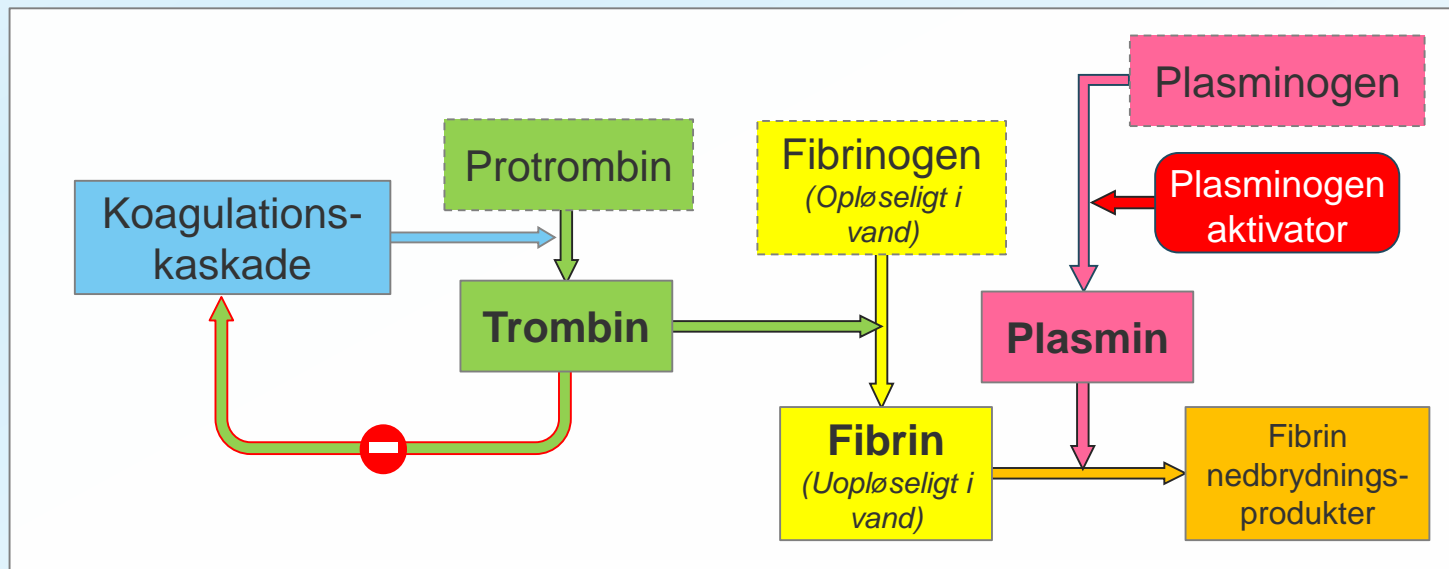 Plasminogen
Protrombin
Fibrinogen
(Opløseligt i
vand)
Plasminogen
aktivator
Koagulations-
kaskade
Trombin
Plasmin
Fibrin
(Uopløseligt i
vand)
Fibrin
nedbrydnings-
produkter